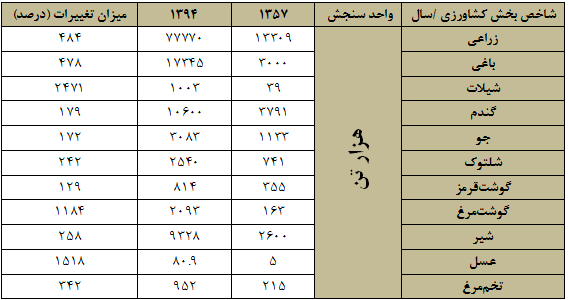 شاخص بخش کشاورزی /سال واحد سنجش ۱۳۵۷ ۱۳۹۴ میزان تغییرات (درصد)
زراعی ۱۳۳۰۹ ۷۷۷۷۰ ۴۸۴
باغی ۳۰۰۰ ۱۷۳۴۵ ۴۷۸
شیلات ۳۹ ۱۰۰۳ ۲۴۷۱
گندم ۳۷۹۱ ۱۰۶۰۰ ۱۷۹
جو ۱۱۳۳ ۳۰۸۳ ۱۷۲
شلتوک ۷۴۱ ۲۵۴۰ ۲۴۲
گوشت‌قرمز ۳۵۵ ۸۱۴ ۱۲۹
گوشت‌مرغ ۱۶۳ ۲۰۹۳ ۱۱۸۴
شیر ۲۶۰۰ ۹۳۲۸ ۲۵۸
عسل ۵ ۸۰.۹ ۱۵۱۸
تخم‌مرغ ۲۱۵ ۹۵۲ ۳۴۲
هزار تن